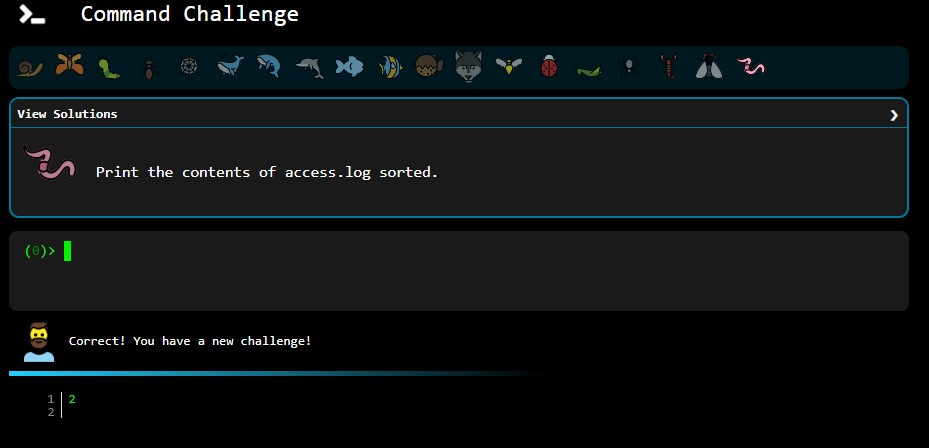 Command Challenge
View Solutions
Print the contents of access.log sorted.
(0)>
Correct! You have a new challenge!
1 2
2